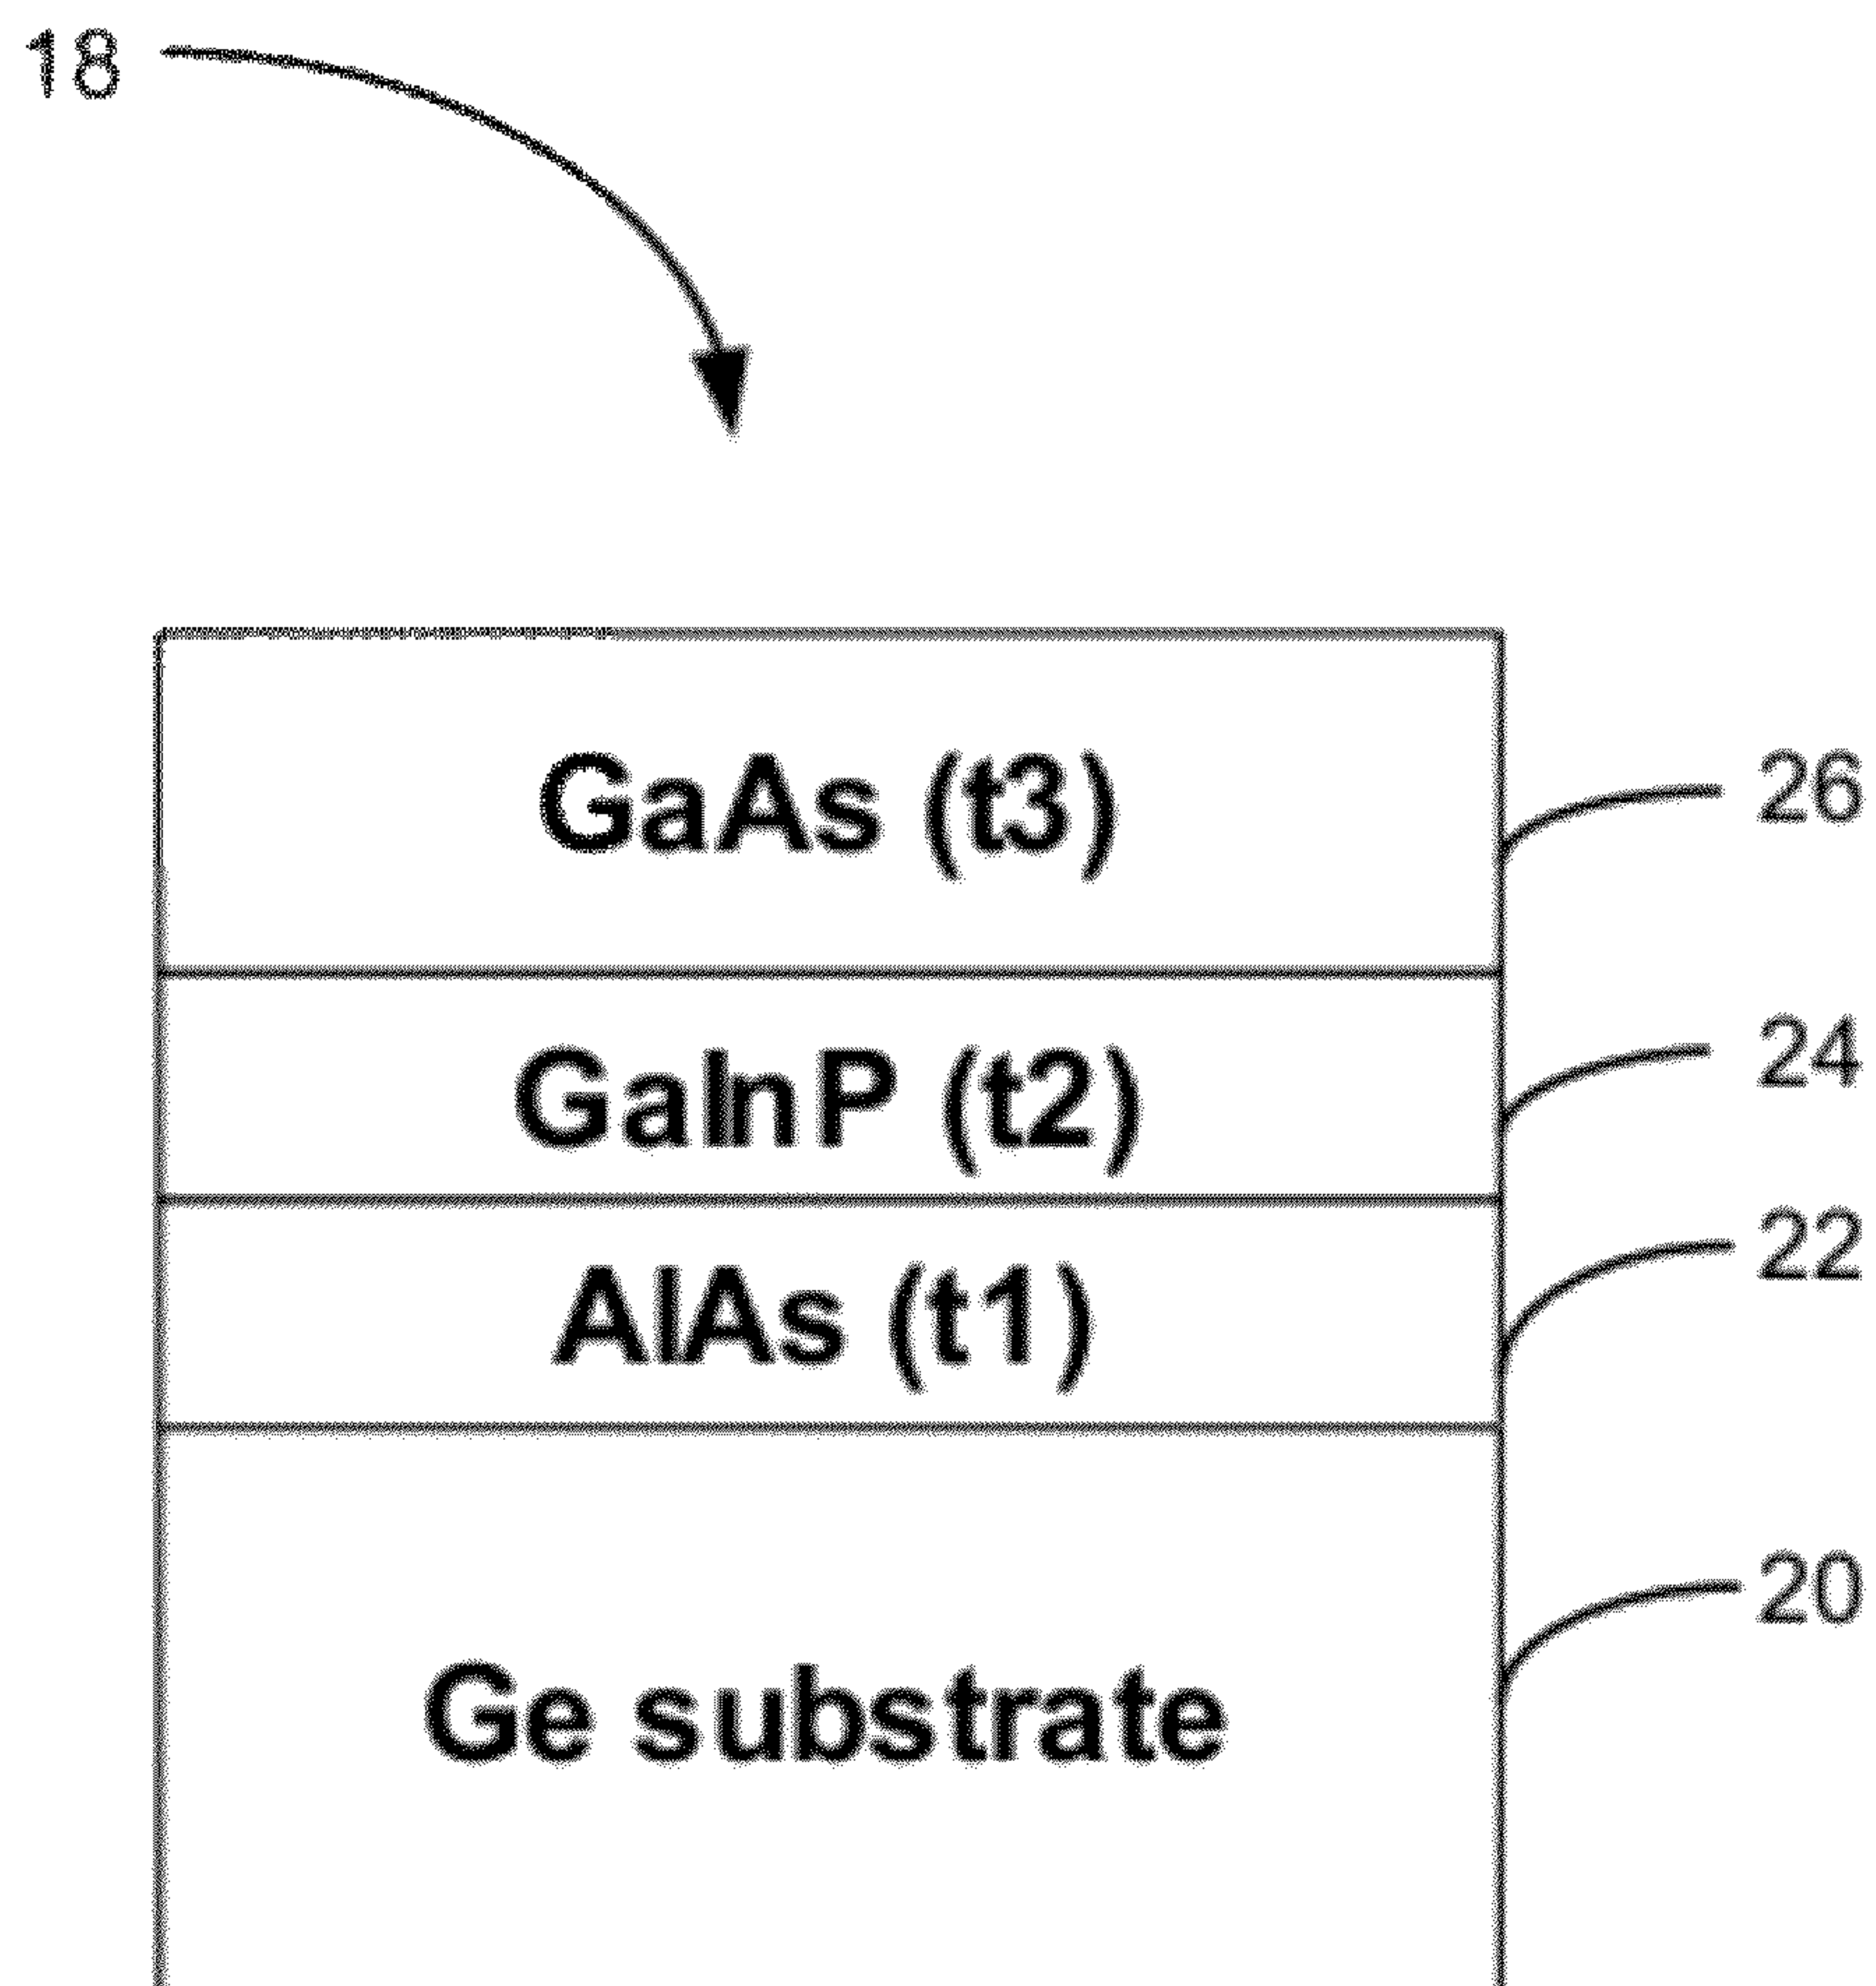 18
GaAs (t3)
26
GaInP (t2)
24
AlAs (t1)
22
Ge substrate
20